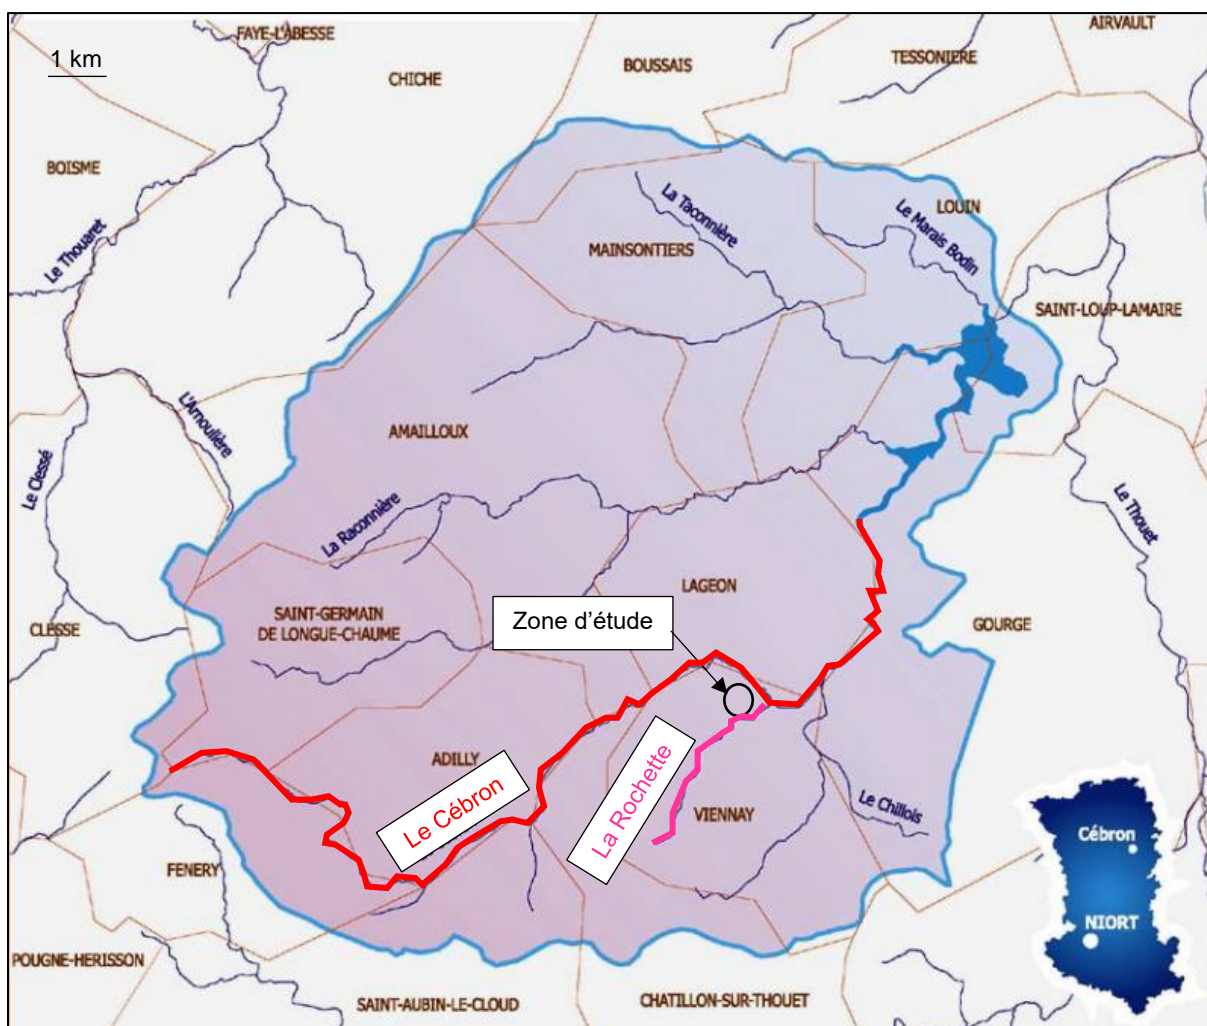 AIRVAULT
FAYE-L'ABESSE
TESSONIERE
1 km
BOUSSAIS
CHICHE
BOISME
La Taconnière
Le Marais Bodin
LOUIN
Le Thouaret
MAINSONTIERS
SAINT-LOUP-LAMAIRE
L'Arnoulière
AMAILLOUX
Le Clessé
La Raconnière
Le Thouet
LAGEON
SAINT-GERMAIN
DE LONGUE-CHAUME
Zone d'étude
CLESSE
GOURGE
ADILLY
La Rochette
Le Cébron
VIENNAY
Le Chillois
Cébron
FENERY
NIORT
POUGNE-HERISSON
SAINT-AUBIN-LE-CLOUD
CHATILLON-SUR-THOUET